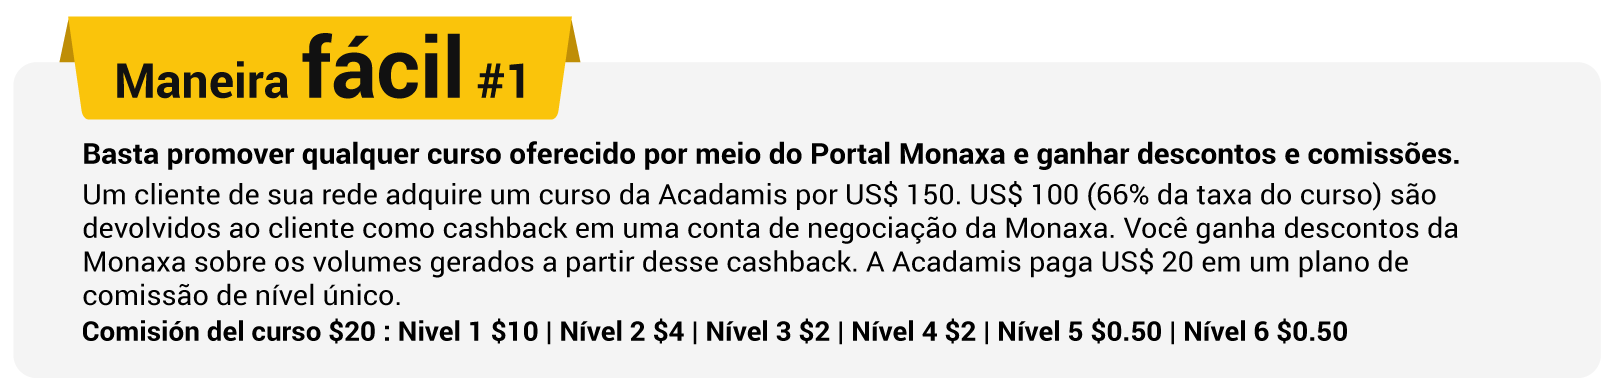 Maneira fácil #1
Basta promover qualquer curso oferecido por meio do Portal Monaxa e ganhar descontos e comissões.
Um cliente de sua rede adquire um curso da Acadamis por US$ 150. US$ 100 (66% da taxa do curso) são
devolvidos ao cliente como cashback em uma conta de negociação da Monaxa. Você ganha descontos da
Monaxa sobre os volumes gerados a partir desse cashback. A Acadamis paga US$ 20 em um plano de
comissão de nível único.
Comisión del curso $20 : Nivel 1 $10 | Nível 2 $4 | Nível 3 $2 | Nível 4 $2 | Nível 5 $0.50 | Nível 6 $0.50